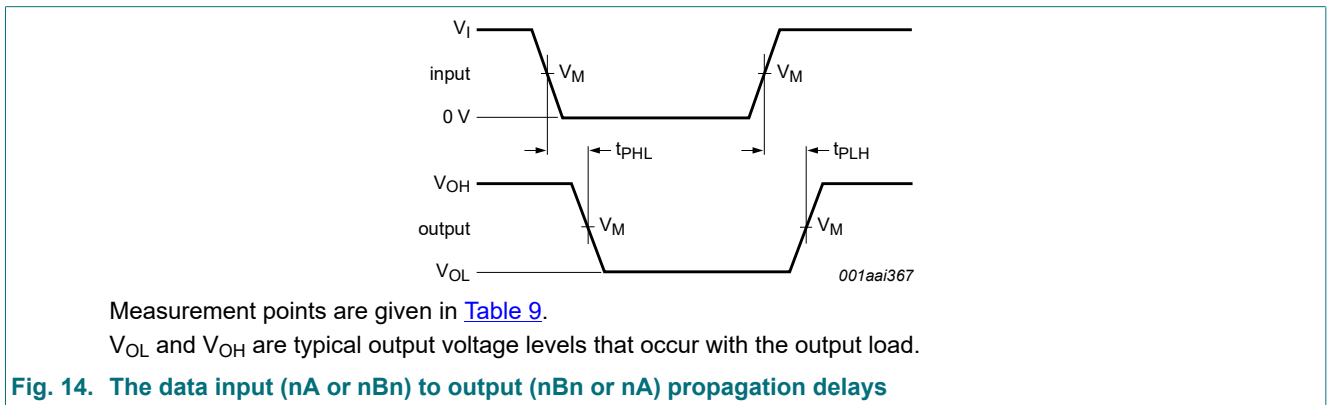 VI
input
VM
VM
0 V
tPHL
tPLH
VOH
output
VM
VM
VOL
001aai367
Measurement points are given in Table 9.
VOL and VOH are typical output voltage levels that occur with the output load.
Fig. 14. The data input (nA or nBn) to output (nBn or nA) propagation delays